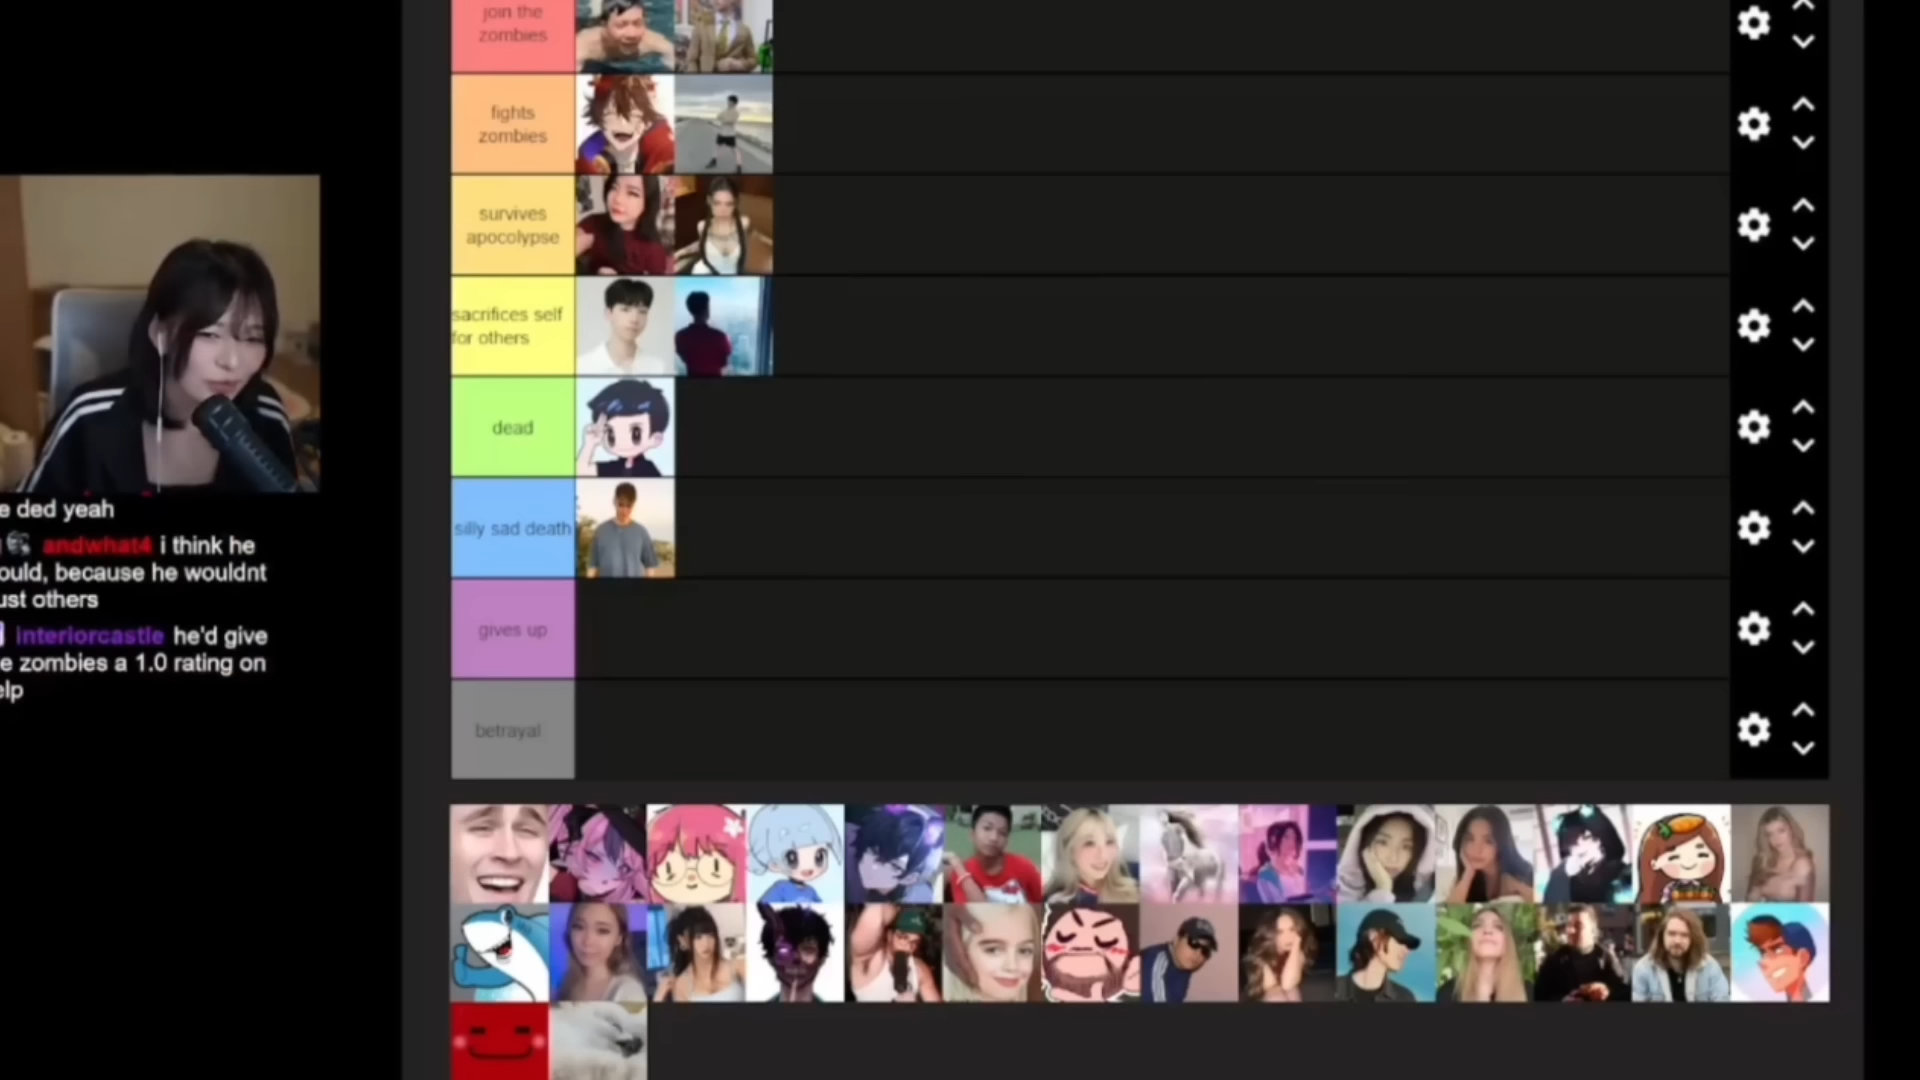 join the
zombies
fights
zombies
survives
apocolypse
sacrifices self
for others
dead
silly sad death
gives up
betrayal
e ded yeah
andwhat4 i think he
ould, because he wouldnt
ust others
interiorcastle he'd give
e zombies a 1.0 rating on
elp